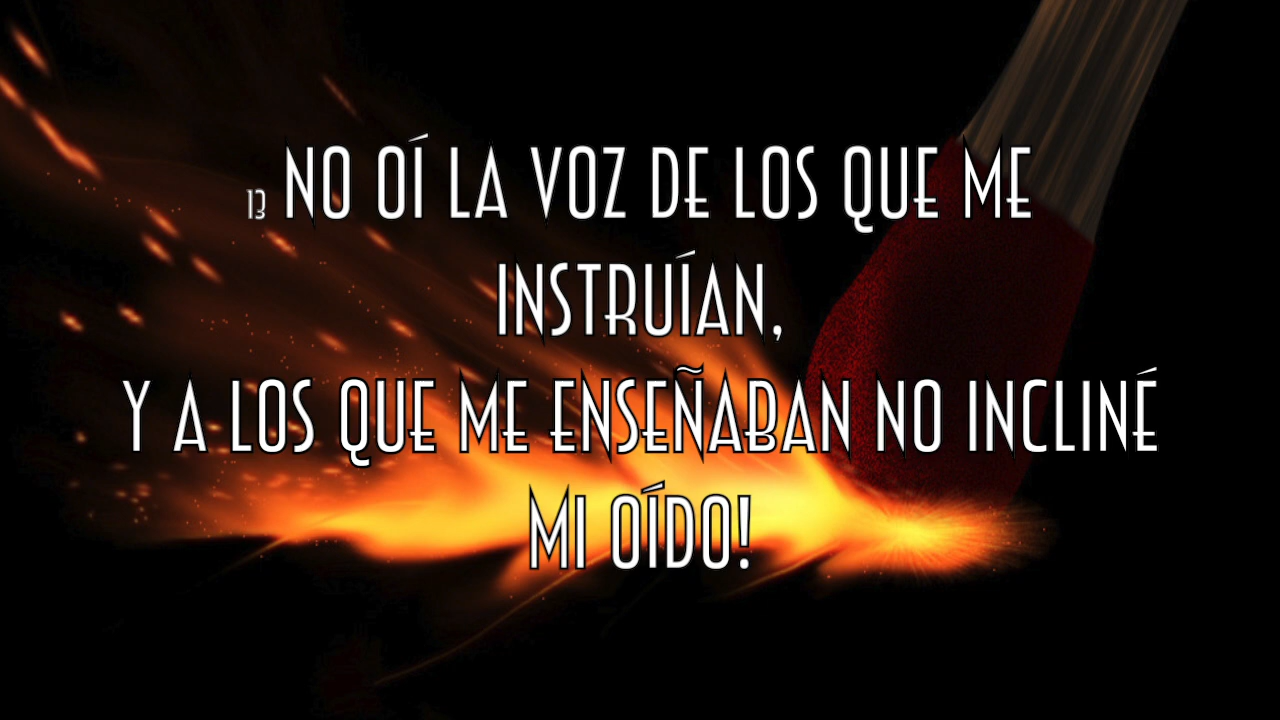 13 NO OÍ LA VOZ DE LOS QUE ME
INSTRUÍAN,
Y A LOS QUE ME ENSEÑABAN NO INCLINÉ
MI OÍDO!